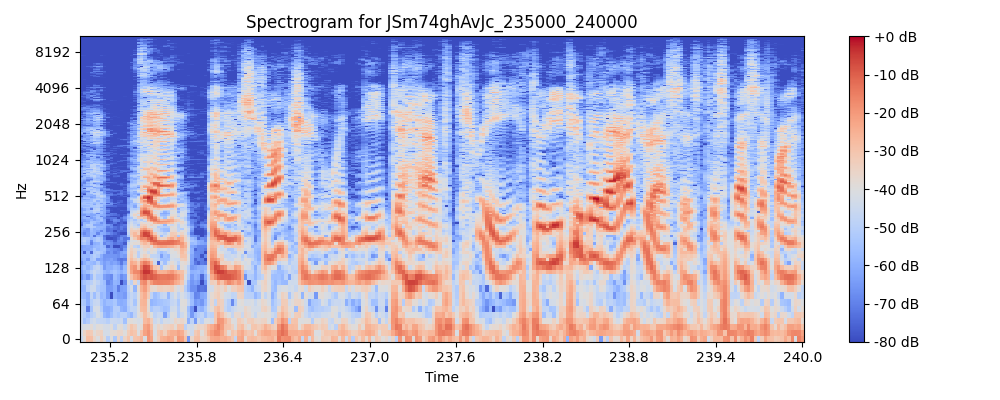 Spectrogram for JSm74ghAvJc_235000_240000
8192
4096
2048
1024
512
256
128
64
0
Hz
235.2 235.8 236.4 237.0 237.6 238.2 238.8 239.4 240.0
Time
+0 dB
-10 dB
-20 dB
-30 dB
-40 dB
-50 dB
-60 dB
-70 dB
-80 dB